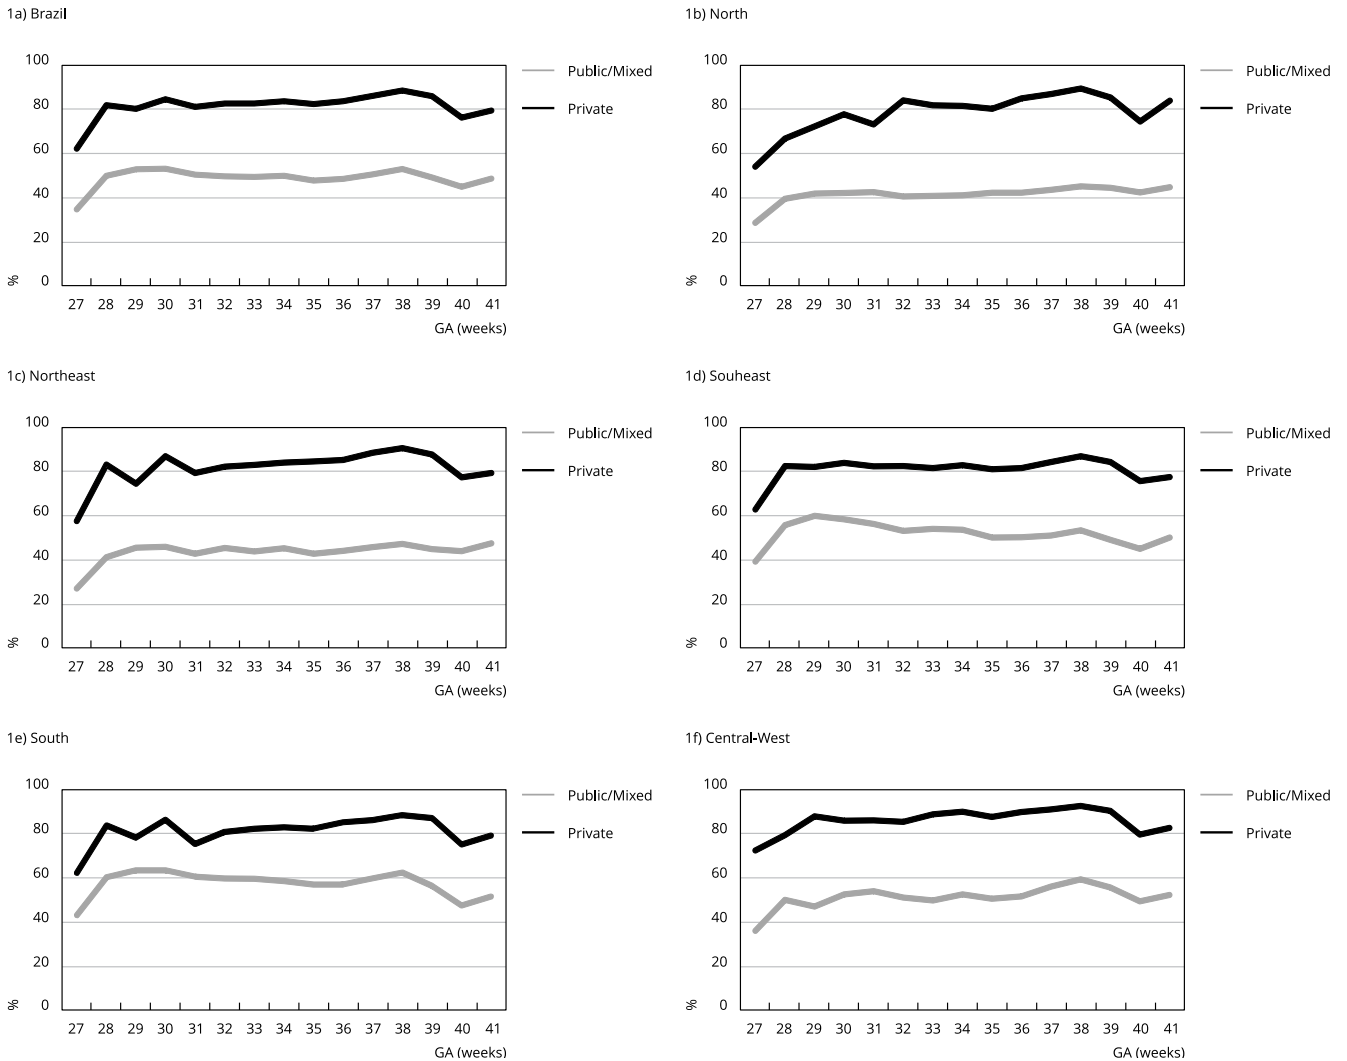 1a) Brazil
100
80
60
40
20
0
%
27 28 29 30 31 32 33 34 35 36 37 38 39 40 41
GA (weeks)
Public/Mixed
Private
1b) North
100
80
60
40
20
0
%
27 28 29 30 31 32 33 34 35 36 37 38 39 40 41
GA (weeks)
Public/Mixed
Private
1c) Northeast
100
80
60
40
20
0
%
27 28 29 30 31 32 33 34 35 36 37 38 39 40 41
GA (weeks)
Public/Mixed
Private
1d) Souheast
100
80
60
40
20
0
%
27 28 29 30 31 32 33 34 35 36 37 38 39 40 41
GA (weeks)
Public/Mixed
Private
1e) South
100
80
60
40
20
0
%
27 28 29 30 31 32 33 34 35 36 37 38 39 40 41
GA (weeks)
Public/Mixed
Private
1f) Central-West
100
80
60
40
20
0
%
27 28 29 30 31 32 33 34 35 36 37 38 39 40 41
GA (weeks)
Public/Mixed
Private